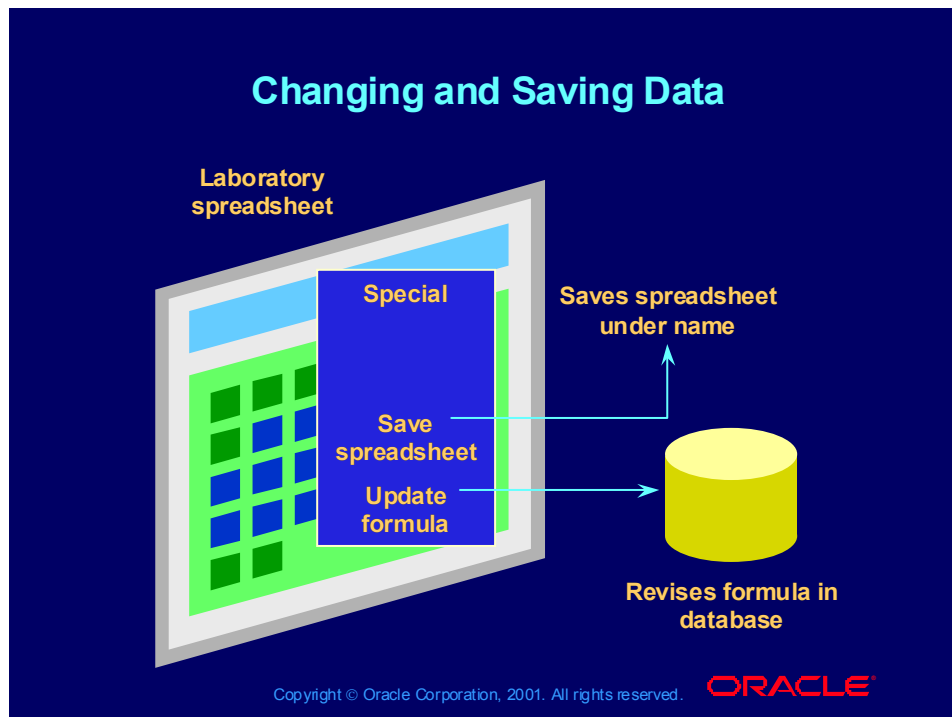 Changing and Saving Data
Laboratory
spreadsheet
Special
Save
spreadsheet
Update
formula
Saves spreadsheet
under name
Revises formula in
database
Copyright © Oracle Corporation, 2001. All rights reserved.
ORACLE®